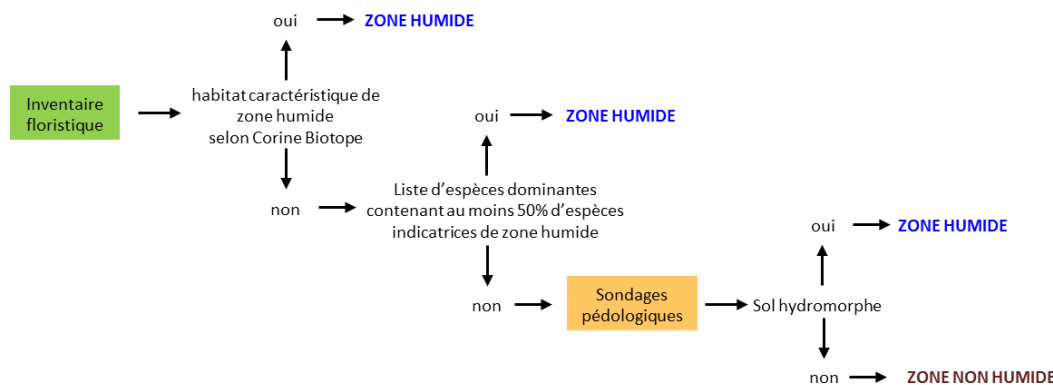 oui
ZONE HUMIDE
Inventaire
floristique
habitat caractéristique de
zone humide
selon Corine Biotope
oui
ZONE HUMIDE
non
Liste d'espèces dominantes
contenant au moins 50% d'espèces
indicatrices de zone humide
oui
ZONE HUMIDE
non
Sondages
pédologiques
Sol hydromorphe
non
ZONE NON HUMIDE